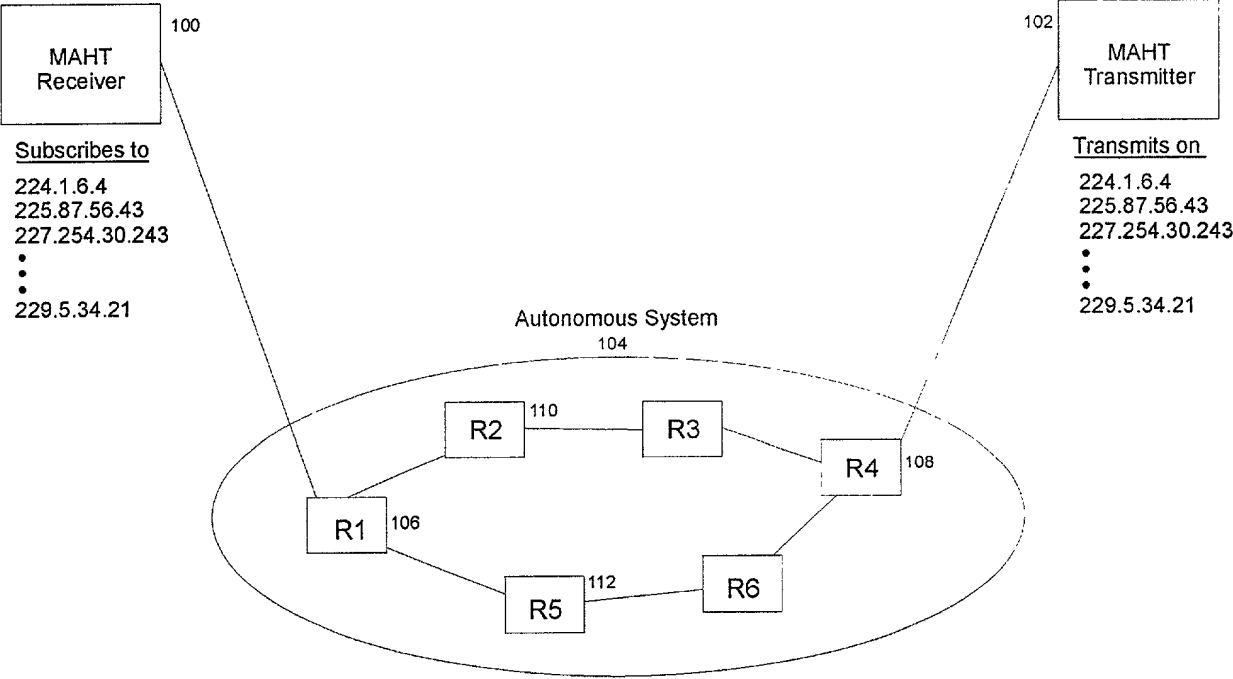 100
MAHT
Receiver
Subscribes to
224.1.6.4
225.87.56.43
227.254.30.243
229.5.34.21
102
MAHT
Transmitter
Transmits on
224.1.6.4
225.87.56.43
227.254.30.243
229.5.34.21
Autonomous System
104
R2
110
R3
R4
108
R1
106
R5
112
R6